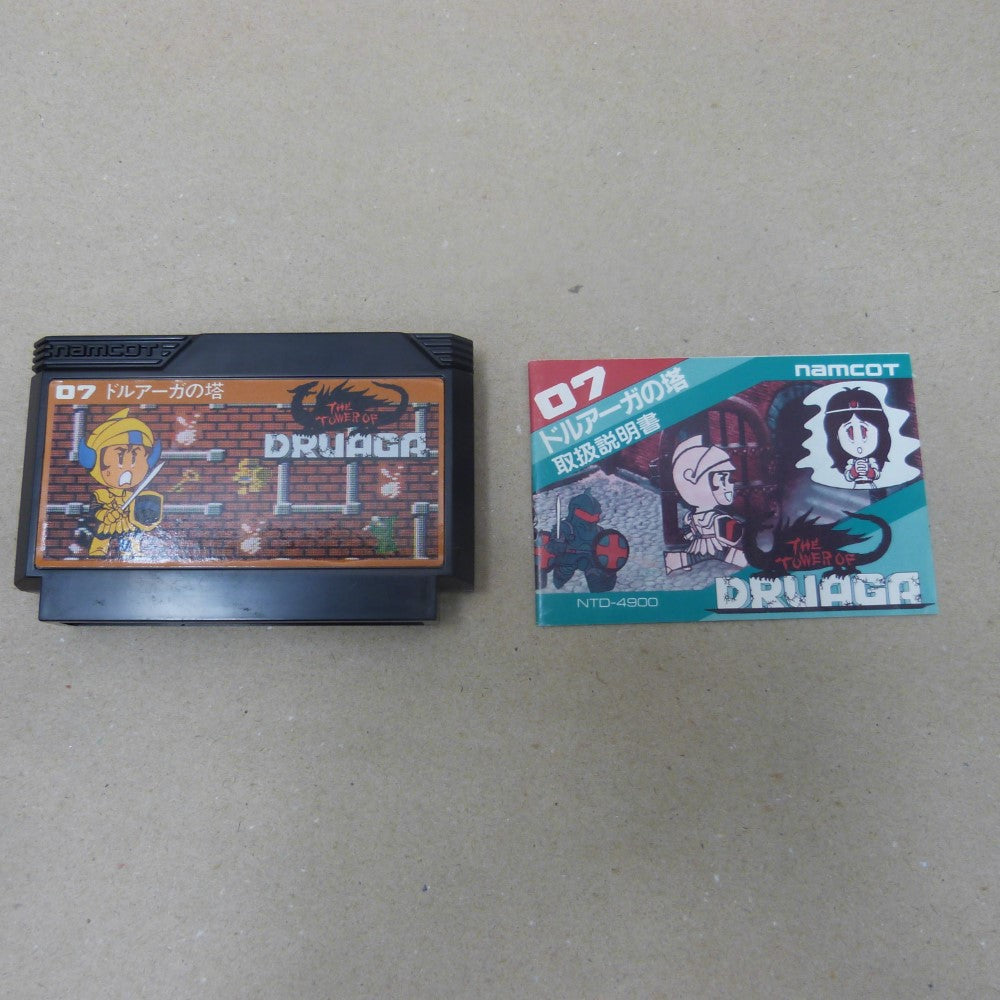 namcoT
07 ドルアーガの塔
THE
TOWER OF
DRUAGA
07
ドルアーガの塔
取扱説明書
namcoT
THE
TOWER OF
DRUAGA
NTD-4900